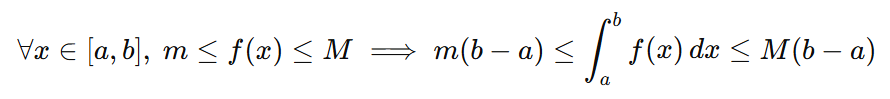 ∀x ∈ [a, b], m ≤ f(x) ≤ M ⟹ m(b − a) ≤ ∫_a^b f(x) dx ≤ M(b − a)